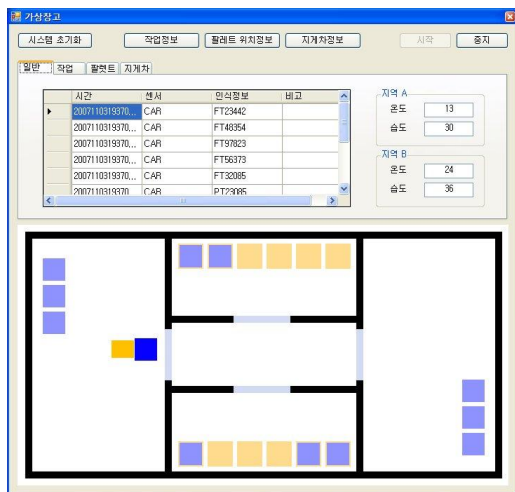 가상창고
시스템 초기화 작업정보 팔레트 위치정보 지게차정보 시작 중지
일반 작업 팔렛트 지게차
시간 센서 인식정보 비고
2007110319370... CAR FT23442
2007110319370... CAR FT48354
2007110319370... CAR FT97823
2007110319370... CAR FT56373
2007110319370... CAR FT32085
2007110319370 CAR PT23085
지역 A
온도 13
습도 30
지역 B
온도 24
습도 36